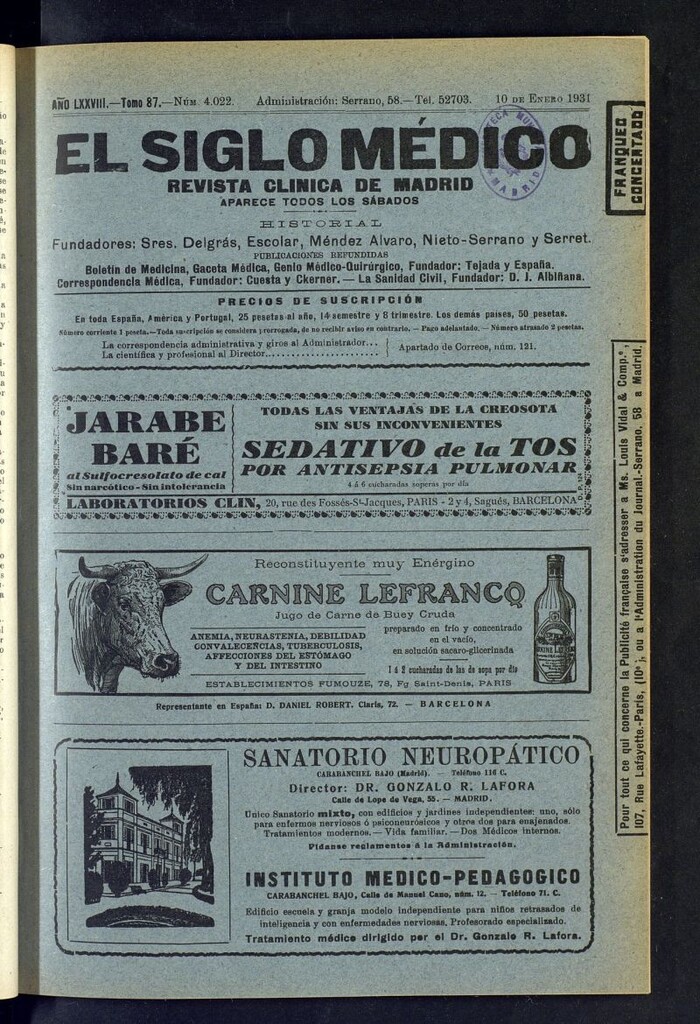 AÑO LXXVIII.—Tomo 87.—Núm. 4.022. Administración: Serrano, 58.—Tel. 52703. 10 de Enero 1931
EL SIGLO MÉDICO
REVISTA CLINICA DE MADRID
APARECE TODOS LOS SÁBADOS
HISTORIAL
Fundadores: Sres. Delgrás, Escolar, Méndez Alvaro, Nieto-Serrano y Serret.
PUBLICACIONES REFUNDIDAS
Boletín de Medicina, Gaceta Médica, Genio Médico-Quirúrgico, Fundador: Tejada y España.
Correspondencia Médica, Fundador: Cuesta y Ckerner. — La Sanidad Civil, Fundador: D. J. Albiñana.
PRECIOS DE SUSCRIPCIÓN
En toda España, América y Portugal, 25 pesetas al año, 14 semestre y 8 trimestre. Los demás países, 50 pesetas.
Número corriente 1 peseta.—Toda suscripción se considera prorrogada, de no recibir aviso en contrario. — Pago adelantado. — Número atrasado 2 pesetas.
La correspondencia administrativa y giros al Administrador...
La científica y profesional al Director......................
Apartado de Correos, núm. 121.
FRANQUEO
CONCERTADO
JARABE
BARÉ
al Sulfocresolato de cal
Sin narcótico - Sin intolerancia
TODAS LAS VENTAJAS DE LA CREOSOTA
SIN SUS INCONVENIENTES
SEDATIVO de la TOS
POR ANTISEPSIA PULMONAR
4 á 6 cucharadas soperas por día
LABORATORIOS CLIN, 20, rue des Fossés-St-Jacques, PARIS - 2 y 4, Sagués, BARCELONA
Reconstituyente muy Enérgino
CARNINE LEFRANCQ
Jugo de Carne de Buey Cruda
ANEMIA, NEURASTENIA, DEBILIDAD
CONVALECENCIAS, TUBERCULOSIS,
AFFECCIONES DEL ESTÓMAGO
Y DEL INTESTINO
preparado en frío y concentrado
en el vacío,
en solución sacaro-glicerinada
1 á 2 cucharadas de las de sopa por día
ESTABLECIMIENTOS FUMOUZE, 78, Fg Saint-Denis, PARIS
Representante en España: D. DANIEL ROBERT. Claris, 72. — BARCELONA
SANATORIO NEUROPÁTICO
CARABANCHEL BAJO (Madrid). — Teléfono 116 C.
Director: DR. GONZALO R. LAFORA
Calle de Lope de Vega, 55. — MADRID.
Unico Sanatorio mixto, con edificios y jardines independientes: uno, sólo
para enfermos nerviosos ó psiconeurósicos y otros dos para enajenados.
Tratamientos modernos.—Vida familiar. —Dos Médicos internos.
Pídanse reglamentos á la Administración.
INSTITUTO MEDICO-PEDAGOGICO
CARABANCHEL BAJO, Calle de Manuel Cano, núm. 12. — Teléfono 71. C.
Edificio escuela y granja modelo independiente para niños retrasados de
inteligencia y con enfermedades nerviosas. Profesorado especializado.
Tratamiento médico dirigido por el Dr. Gonzalo R. Lafora.
Pour tout ce qui concerne la Publicité française s'adresser a Ms. Louis Vidal & Comp.ª,
107, Rue Lafayette.-Paris, (10e), ou a l'Administration du Journal.-Serrano, 58 a Madrid.